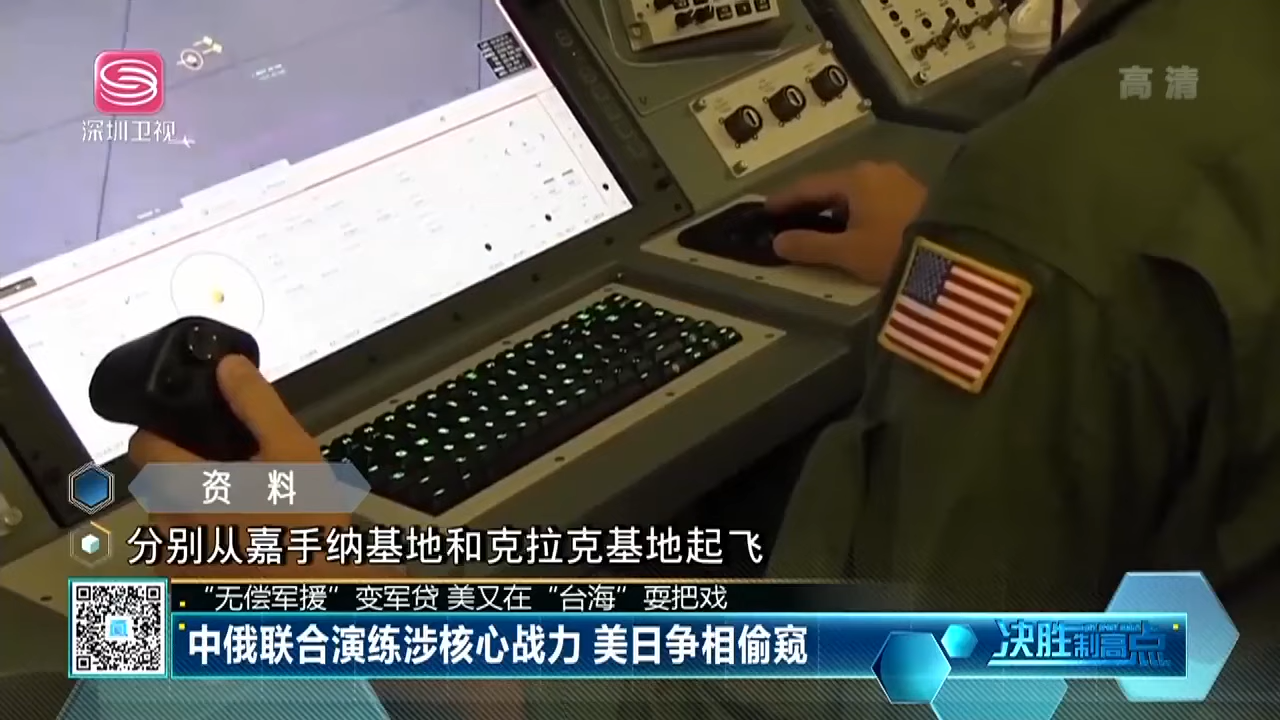 深圳卫视
高清
资 料
分别从嘉手纳基地和克拉克基地起飞
“无偿军援”变军贷 美又在“台海”耍把戏
中俄联合演练涉核心战力 美日争相偷窥
决胜制高点